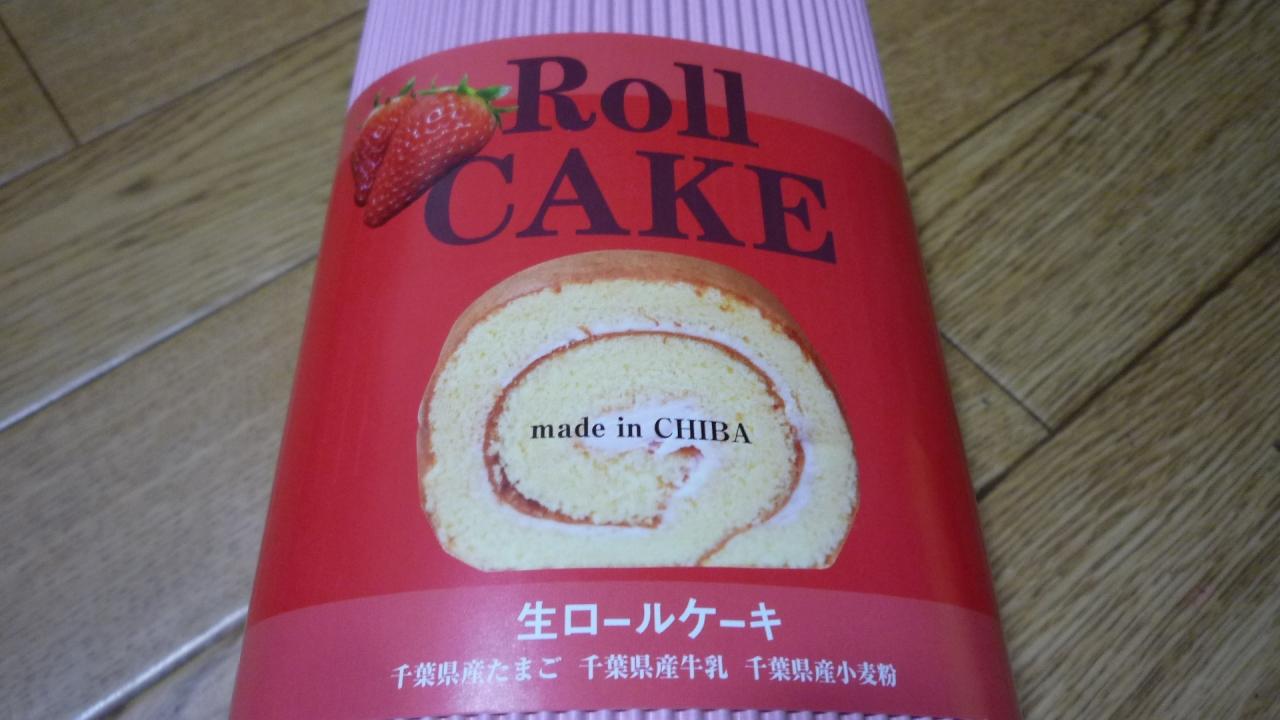 Roll
CAKE
made in CHIBA
生ロールケーキ
千葉県産たまご 千葉県産牛乳 千葉県産小麦粉